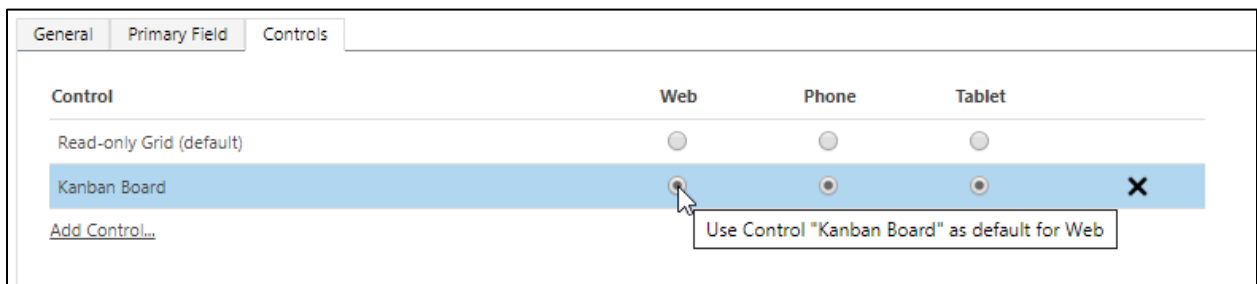 General Primary Field Controls
Control Web Phone Tablet
Read-only Grid (default)
Kanban Board
Add Control...
Use Control "Kanban Board" as default for Web